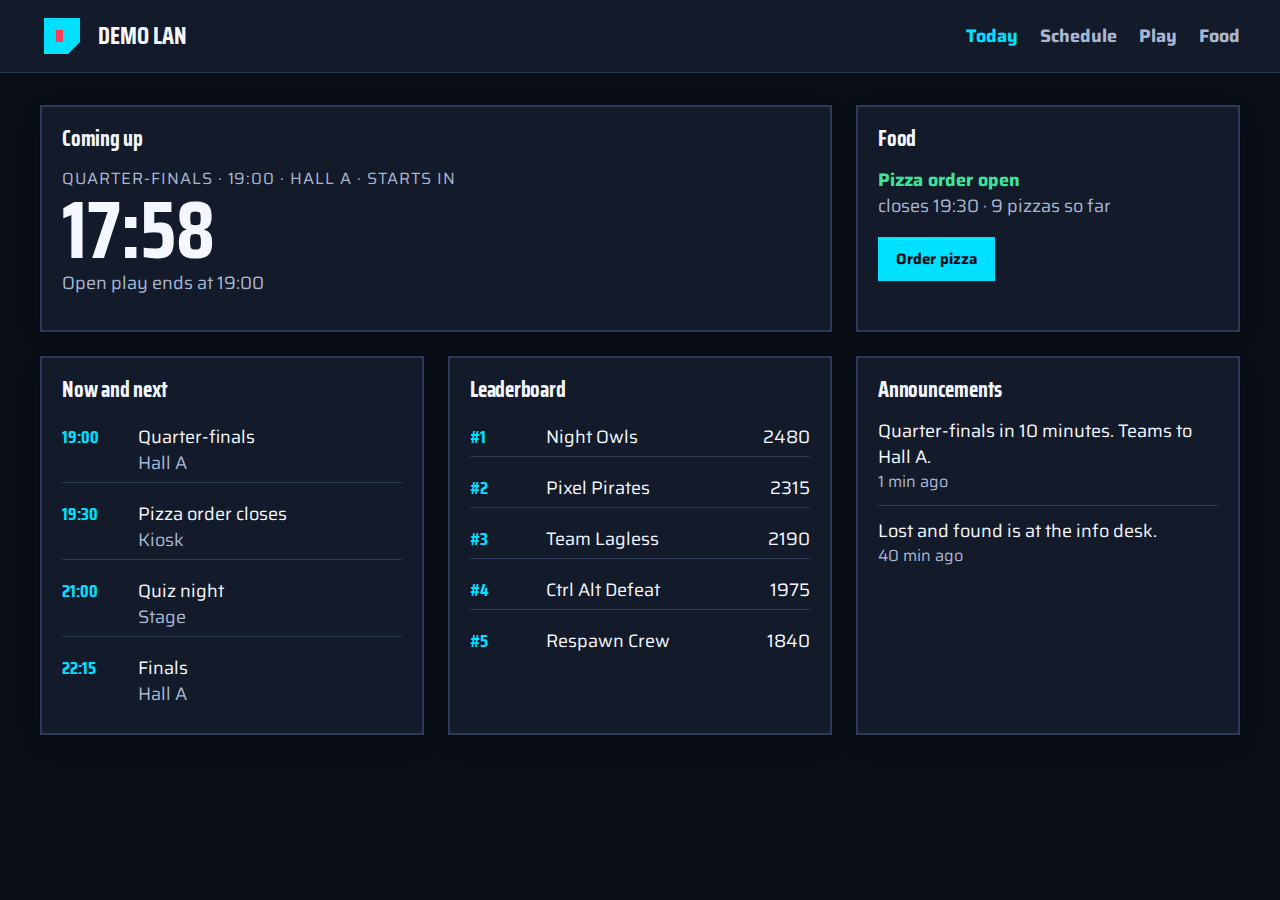 DEMO LAN
Today Schedule Play Food
Coming up
QUARTER-FINALS · 19:00 · HALL A · STARTS IN
17:58
Open play ends at 19:00
Food
Pizza order open
closes 19:30 · 9 pizzas so far
Order pizza
Now and next
19:00 Quarter-finals
Hall A
19:30 Pizza order closes
Kiosk
21:00 Quiz night
Stage
22:15 Finals
Hall A
Leaderboard
#1 Night Owls 2480
#2 Pixel Pirates 2315
#3 Team Lagless 2190
#4 Ctrl Alt Defeat 1975
#5 Respawn Crew 1840
Announcements
Quarter-finals in 10 minutes. Teams to
Hall A.
1 min ago
Lost and found is at the info desk.
40 min ago